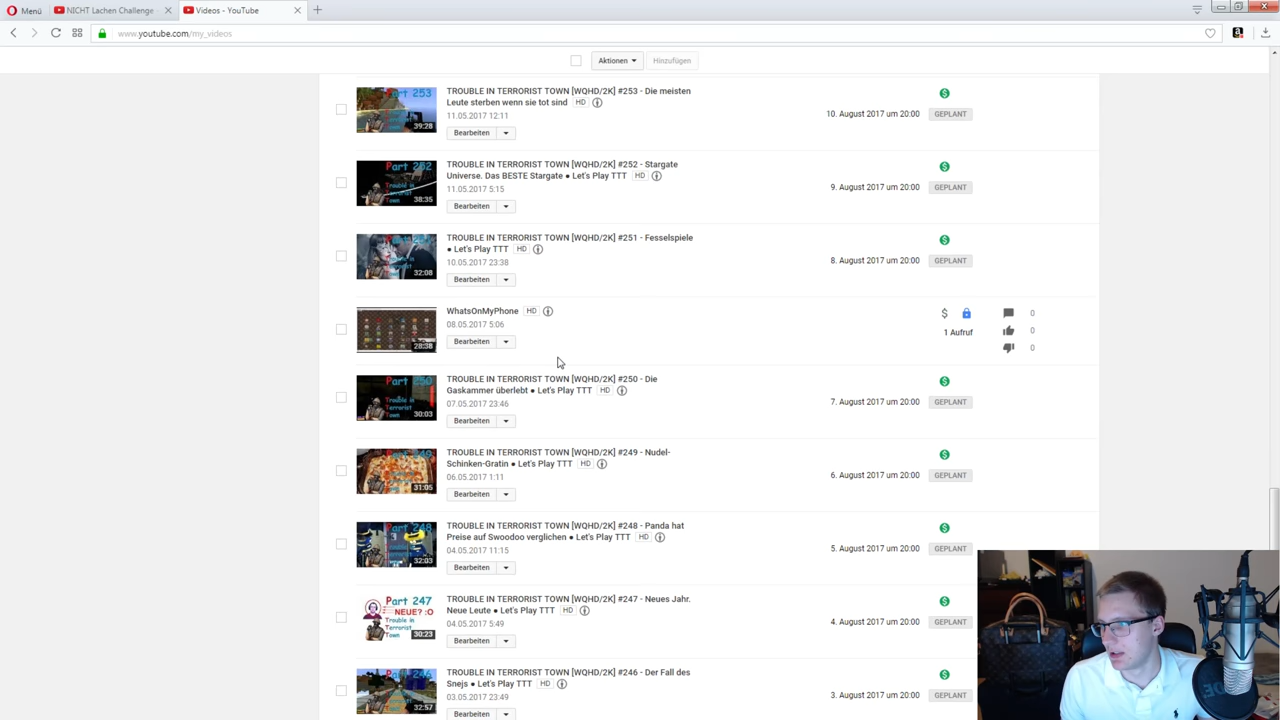 Menü
NICHT Lachen Challenge -
Videos - YouTube
www.youtube.com/my_videos
Aktionen
Hinzufügen
Part 253
39:28
TROUBLE IN TERRORIST TOWN [WQHD/2K] #253 - Die meisten
Leute sterben wenn sie tot sind HD
11.05.2017 12:11
Bearbeiten
10. August 2017 um 20:00
GEPLANT
Part 252
38:35
TROUBLE IN TERRORIST TOWN [WQHD/2K] #252 - Stargate
Universe. Das BESTE Stargate ● Let's Play TTT HD
11.05.2017 5:15
Bearbeiten
9. August 2017 um 20:00
GEPLANT
32:08
TROUBLE IN TERRORIST TOWN [WQHD/2K] #251 - Fesselspiele
● Let's Play TTT HD
10.05.2017 23:38
Bearbeiten
8. August 2017 um 20:00
GEPLANT
28:38
WhatsOnMyPhone HD
08.05.2017 5:06
Bearbeiten
$
1 Aufruf
0
0
0
Part 250
30:03
TROUBLE IN TERRORIST TOWN [WQHD/2K] #250 - Die
Gaskammer überlebt ● Let's Play TTT HD
07.05.2017 23:46
Bearbeiten
7. August 2017 um 20:00
GEPLANT
31:05
TROUBLE IN TERRORIST TOWN [WQHD/2K] #249 - Nudel-
Schinken-Gratin ● Let's Play TTT HD
06.05.2017 1:11
Bearbeiten
6. August 2017 um 20:00
GEPLANT
Part 248
32:03
TROUBLE IN TERRORIST TOWN [WQHD/2K] #248 - Panda hat
Preise auf Swoodoo verglichen ● Let's Play TTT HD
04.05.2017 11:15
Bearbeiten
5. August 2017 um 20:00
GEPLANT
Part 247
NEUE? :O
Trouble in
Terrorist
Town
30:23
TROUBLE IN TERRORIST TOWN [WQHD/2K] #247 - Neues Jahr.
Neue Leute ● Let's Play TTT HD
04.05.2017 5:49
Bearbeiten
4. August 2017 um 20:00
GEPLANT
Part 246
32:57
TROUBLE IN TERRORIST TOWN [WQHD/2K] #246 - Der Fall des
Snejs ● Let's Play TTT HD
03.05.2017 23:49
Bearbeiten
3. August 2017 um 20:00
GEPLANT